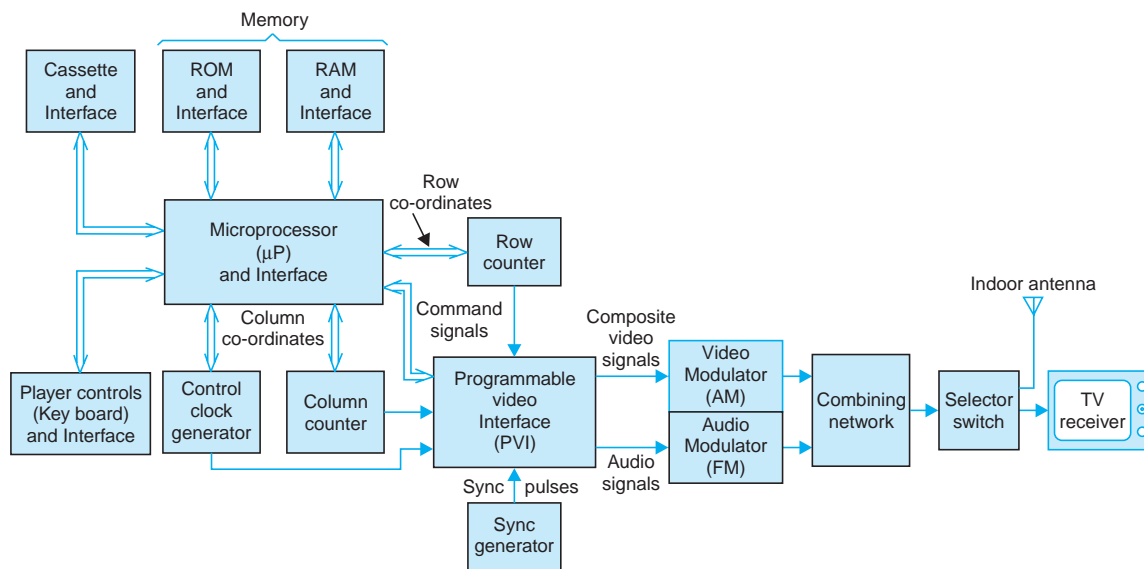 Memory
Cassette
and
Interface
ROM
and
Interface
RAM
and
Interface
Row
co-ordinates
Microprocessor
(μP)
and Interface
Row
counter
Indoor antenna
Column
co-ordinates
Command
signals
Composite
video
signals
Player controls
(Key board)
and Interface
Control
clock
generator
Column
counter
Programmable
video
Interface
(PVI)
Video
Modulator
(AM)
Audio
Modulator
(FM)
Combining
network
Selector
switch
TV
receiver
Audio
signals
Sync pulses
Sync
generator